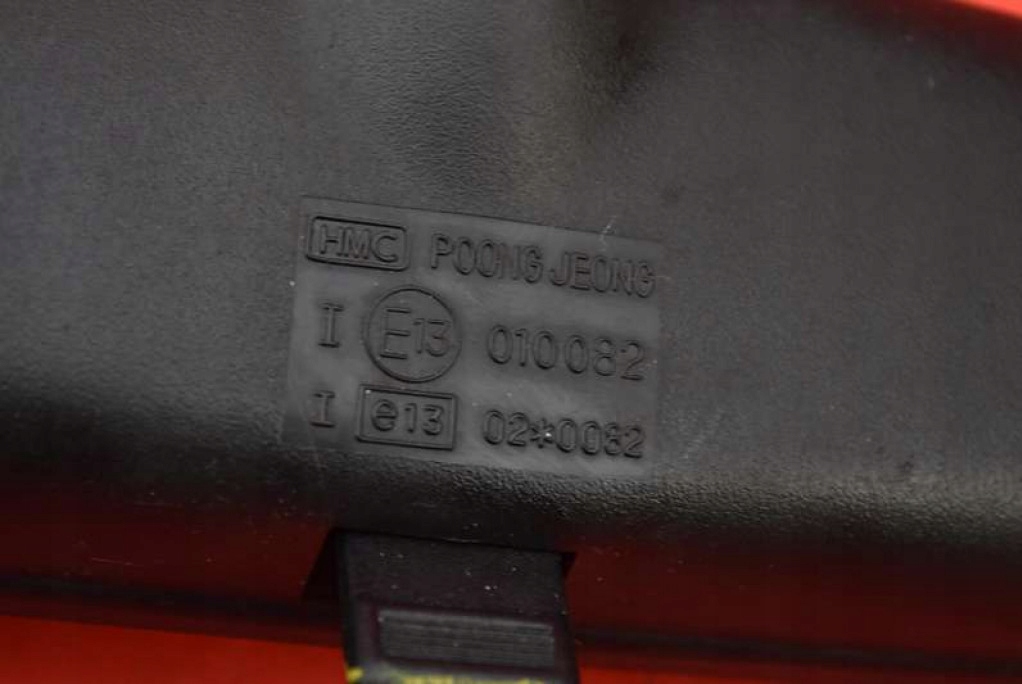 HMC POONG JEONG
I E13 010082
I e13 02*0082